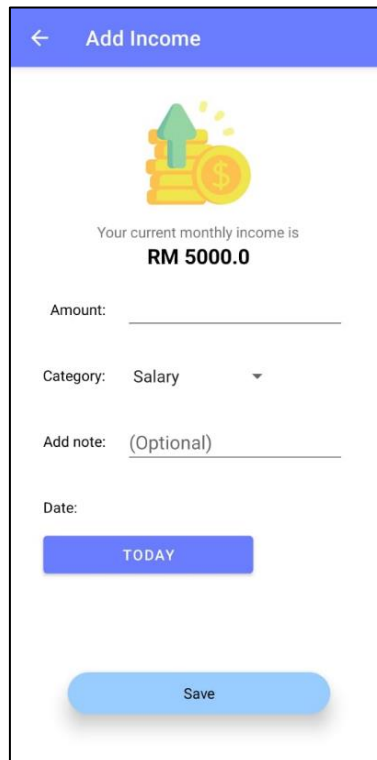 Add Income
$
Your current monthly income is
RM 5000.0
Amount:
Category: Salary
Add note: (Optional)
Date:
TODAY
Save